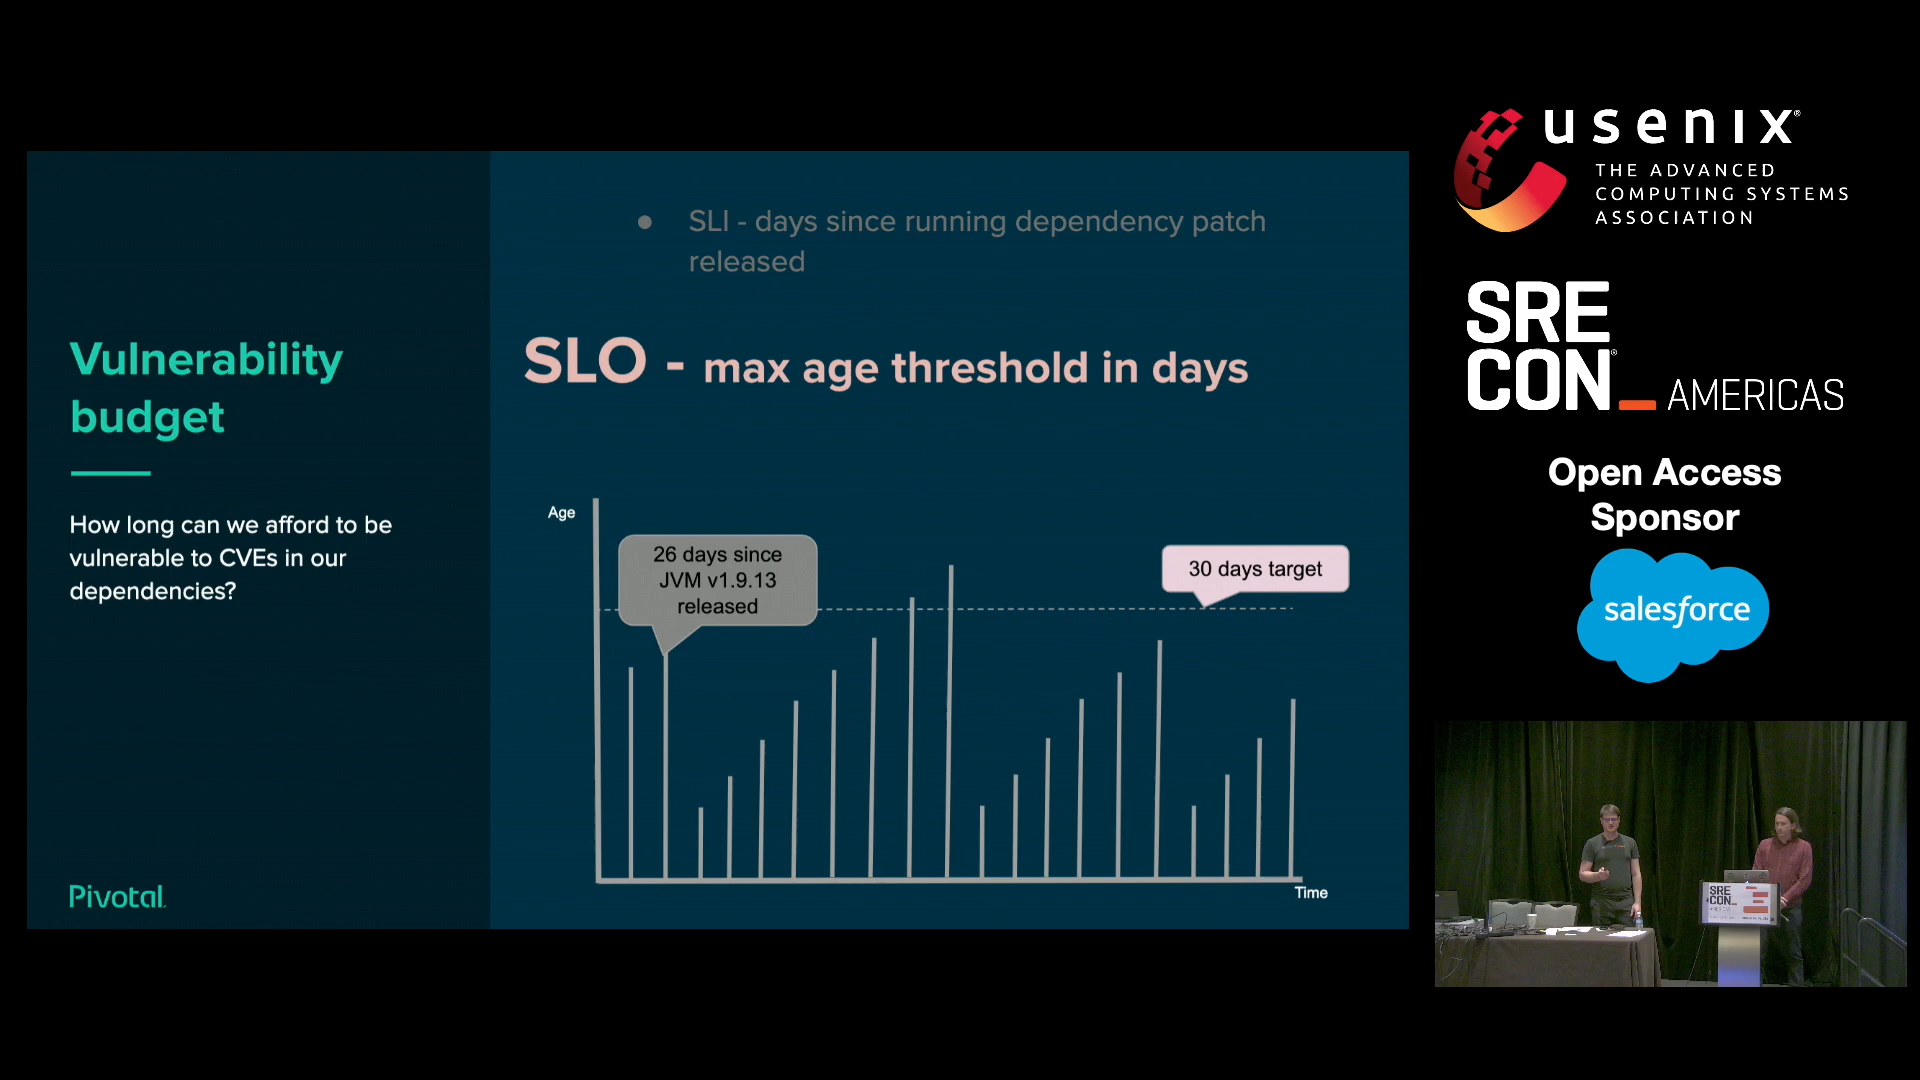 Vulnerability
budget
How long can we afford to be
vulnerable to CVEs in our
dependencies?
Pivotal
● SLI - days since running dependency patch
released
SLO - max age threshold in days
Age
26 days since
JVM v1.9.13
released
30 days target
Time
usenix®
THE ADVANCED
COMPUTING SYSTEMS
ASSOCIATION
SRE
CON® AMERICAS
Open Access
Sponsor
salesforce
SRE
CON_